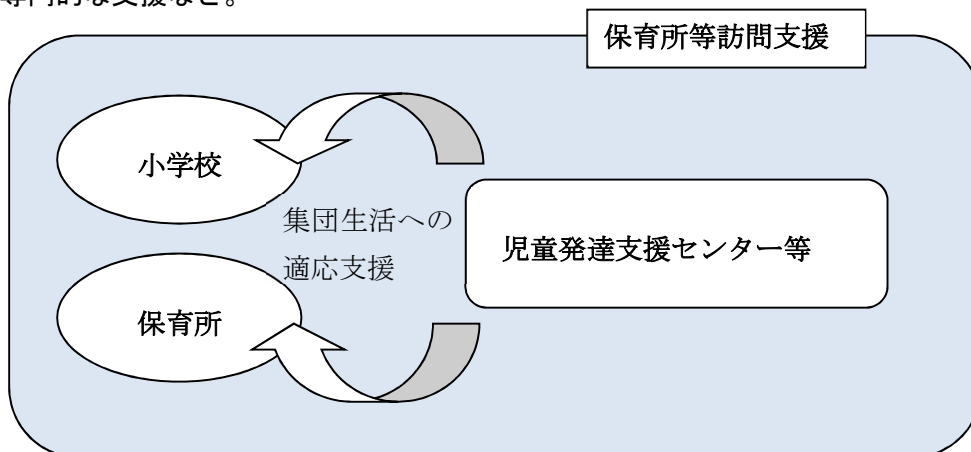 専門的な支援など。
保育所等訪問支援
小学校
集団生活への
適応支援
児童発達支援センター等
保育所